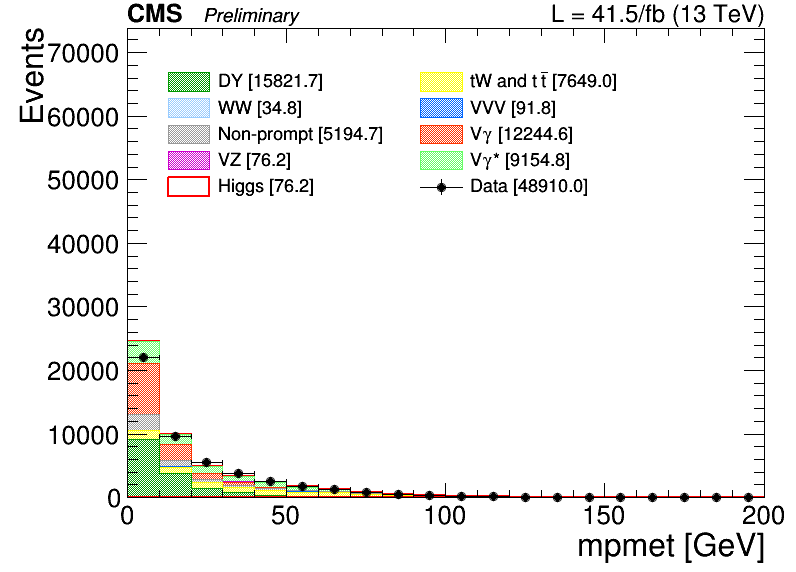 CMS Preliminary L = 41.5/fb (13 TeV)
Events
70000
60000
50000
40000
30000
20000
10000
0
DY [15821.7]
WW [34.8]
Non-prompt [5194.7]
VZ [76.2]
Higgs [76.2]
tW and tt̄ [7649.0]
VVV [91.8]
Vγ [12244.6]
Vγ* [9154.8]
Data [48910.0]
0 50 100 150 200
mpmet [GeV]